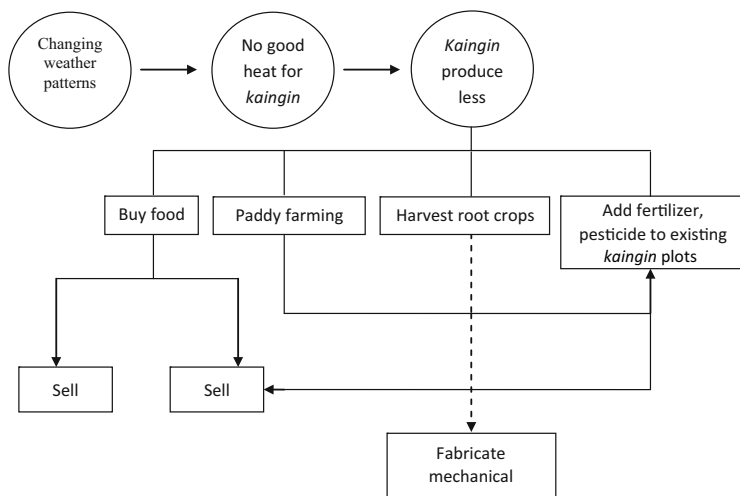 Changing
weather
patterns
No good
heat for
kaingin
Kaingin
produce
less
Buy food
Paddy farming
Harvest root crops
Add fertilizer,
pesticide to existing
kaingin plots
Sell
Sell
Fabricate
mechanical